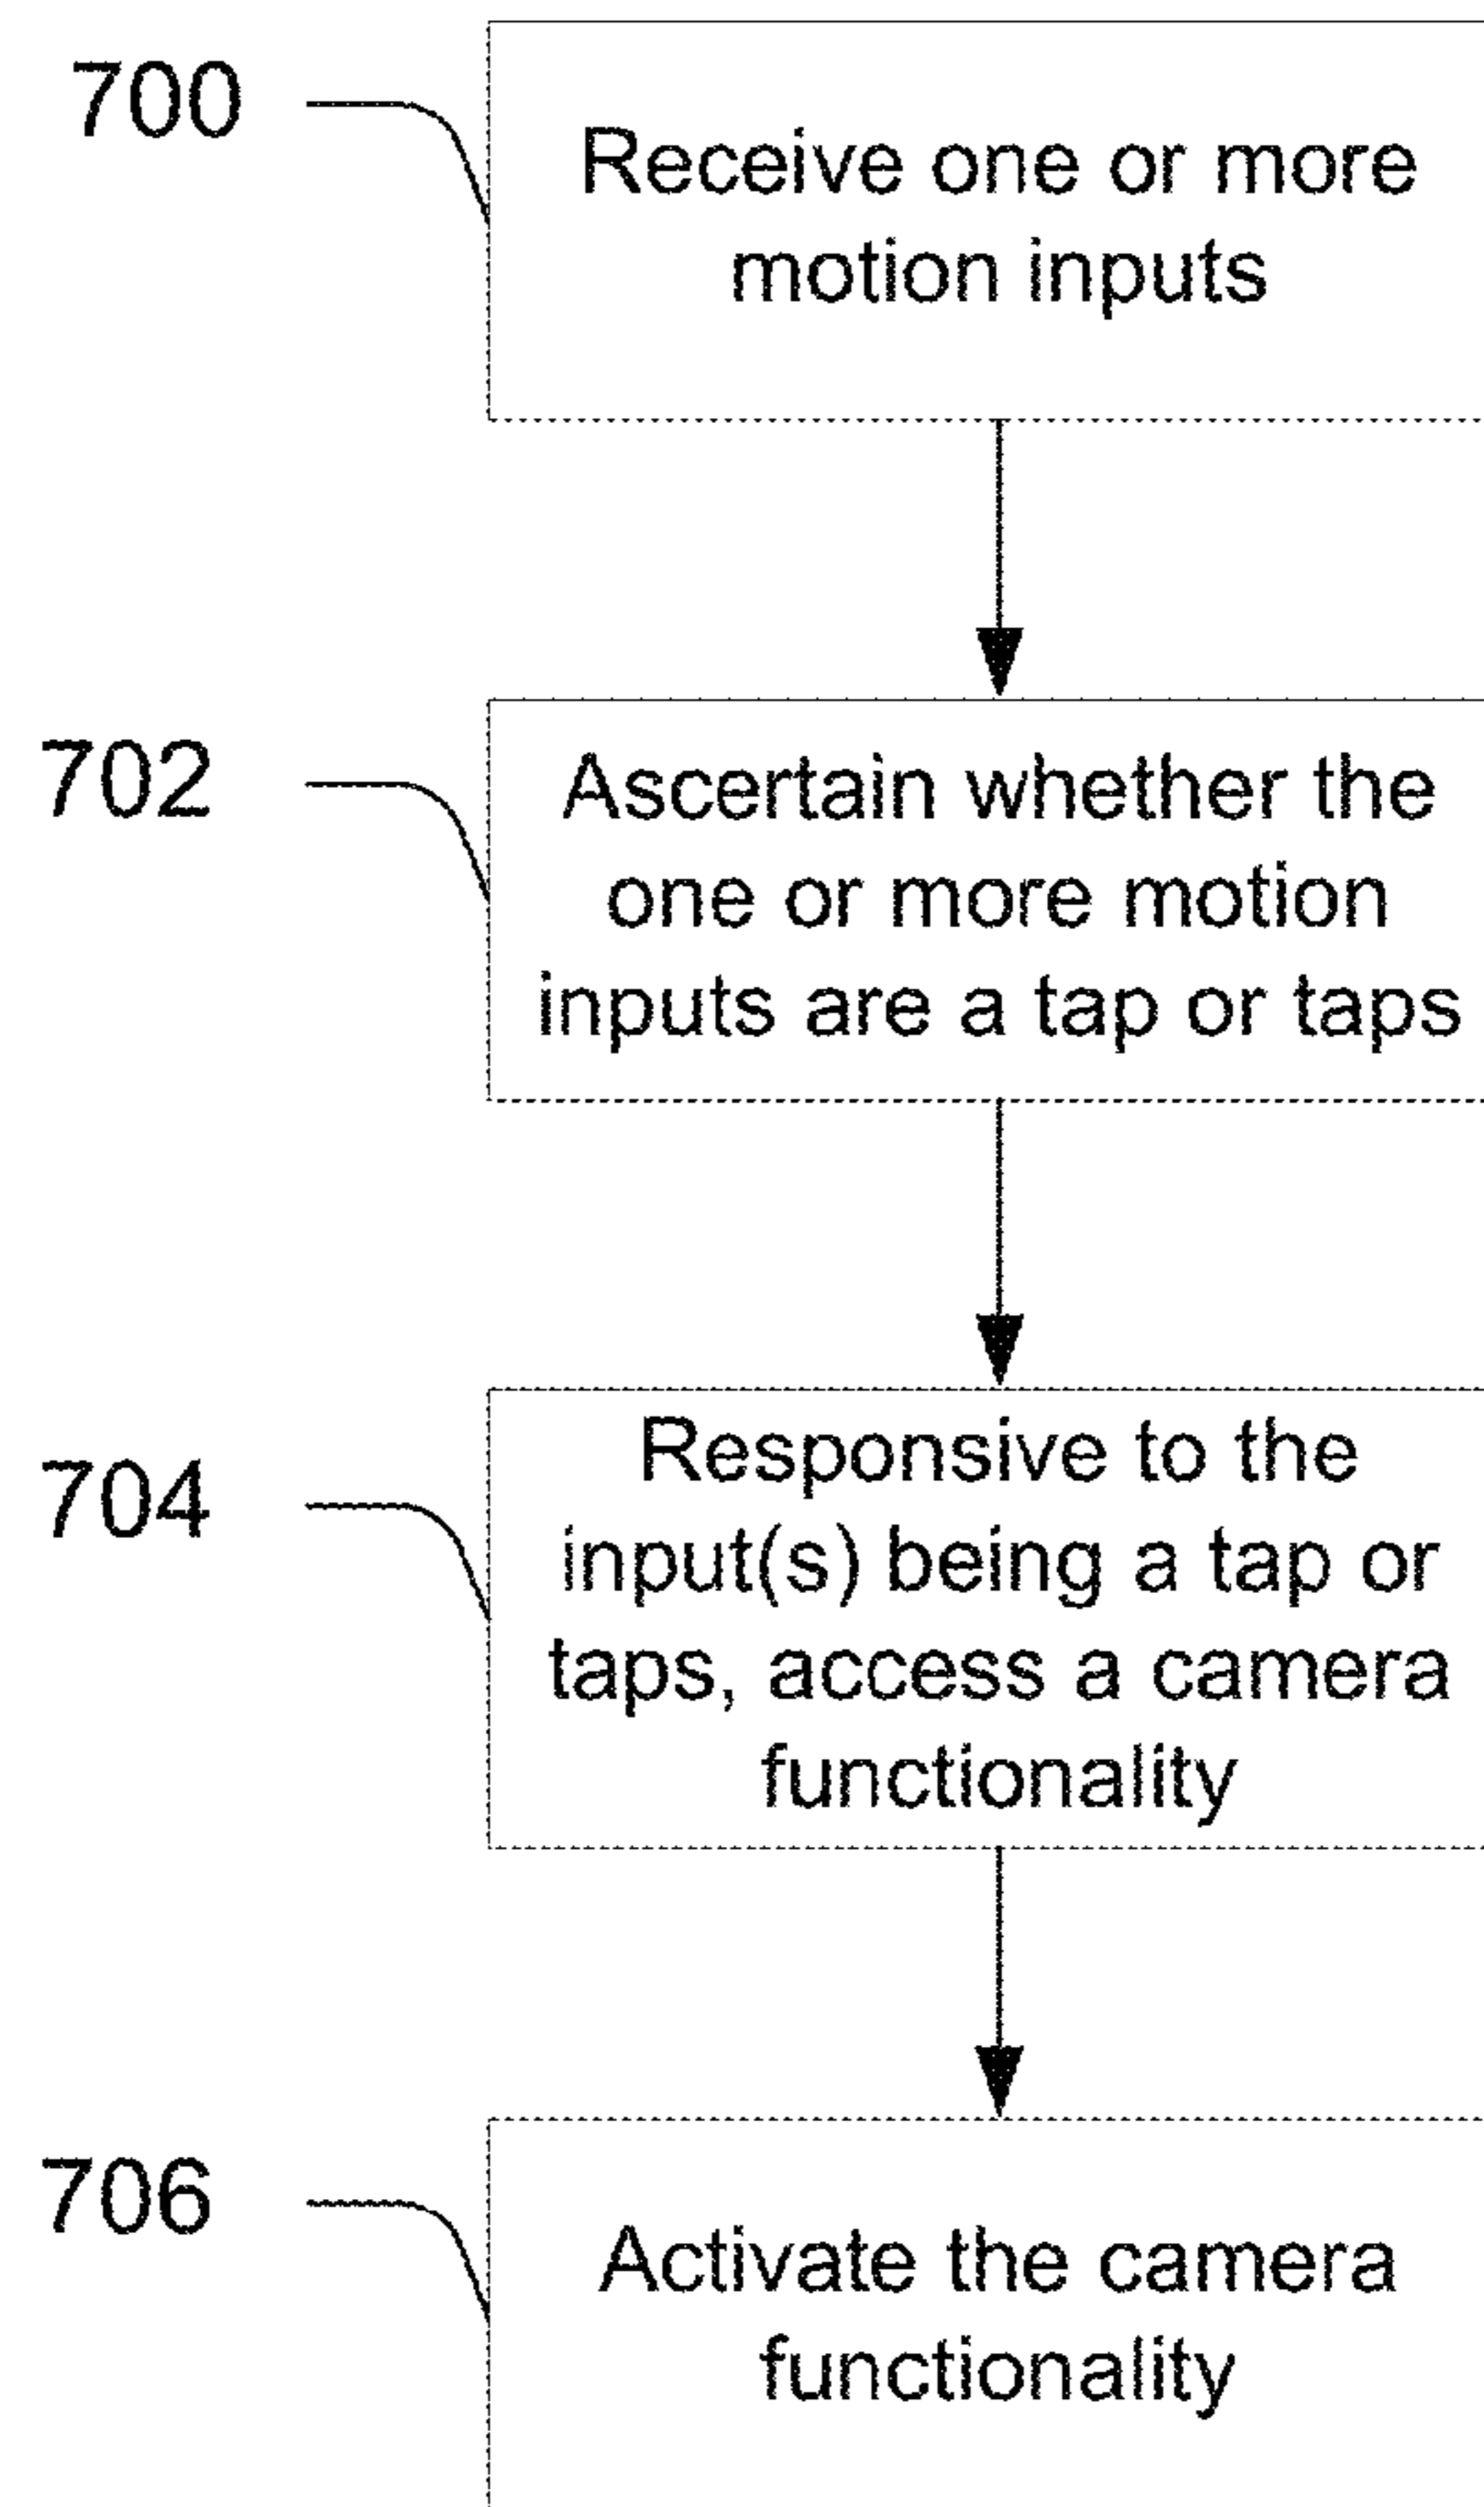 700
Receive one or more
motion inputs
702
Ascertain whether the
one or more motion
inputs are a tap or taps
704
Responsive to the
input(s) being a tap or
taps, access a camera
functionality
706
Activate the camera
functionality